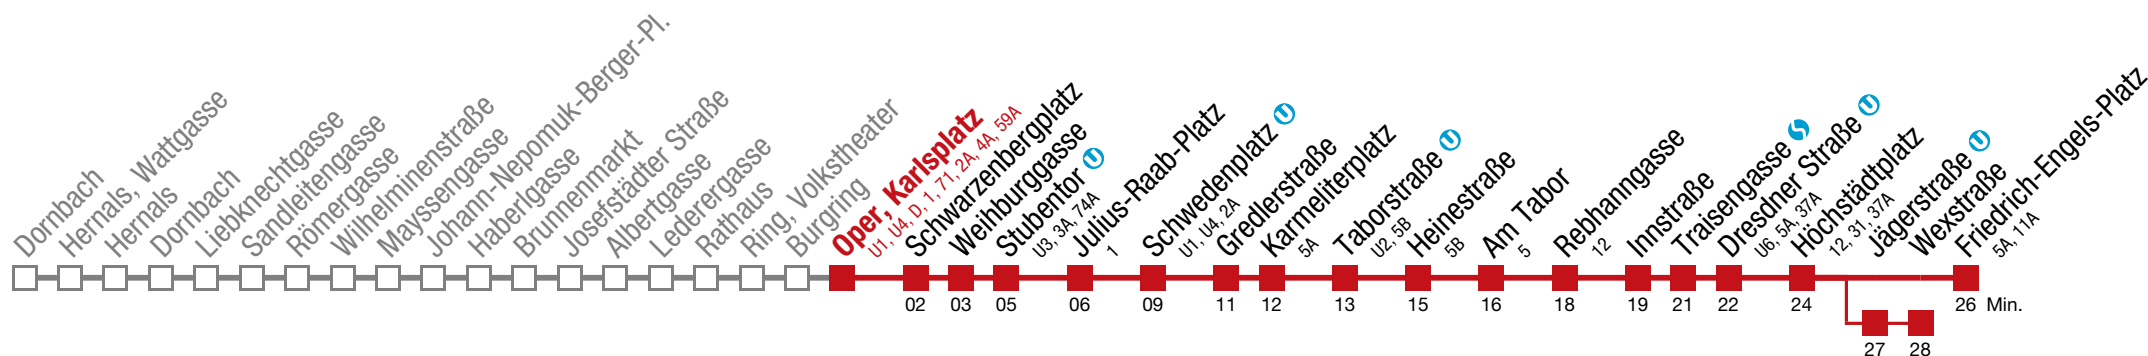 Dornbach
Hernals, Wattgasse
Hernals
Dornbach
Liebknechtgasse
Sandleitengasse
Römergasse
Wilhelminenstraße
Mayssengasse
Johann-Nepomuk-Berger-Pl.
Haberlgasse
Brunnenmarkt
Josefstädter Straße
Albertgasse
Lederergasse
Rathaus
Ring, Volkstheater
Burgring
Oper, Karlsplatz
U1, U4, D, 1, 71, 2A, 4A, 59A
Schwarzenbergplatz
Weihburggasse
Stubentor U
U3, 3A, 74A
Julius-Raab-Platz
1
Schwedenplatz U
U1, U4, 2A
Gredlerstraße
Karmeliterplatz
5A
Taborstraße U
U2, 5B
Heinestraße
5B
Am Tabor
5
Rebhanngasse
12
Innstraße
Traisengasse S
Dresdner Straße U
U6, 5A, 37A
Höchstädtplatz
12, 31, 37A
Jägerstraße U
Wexstraße
Friedrich-Engels-Platz
5A, 11A
02 03 05 06 09 11 12 13 15 16 18 19 21 22 24 26 Min.
27 28